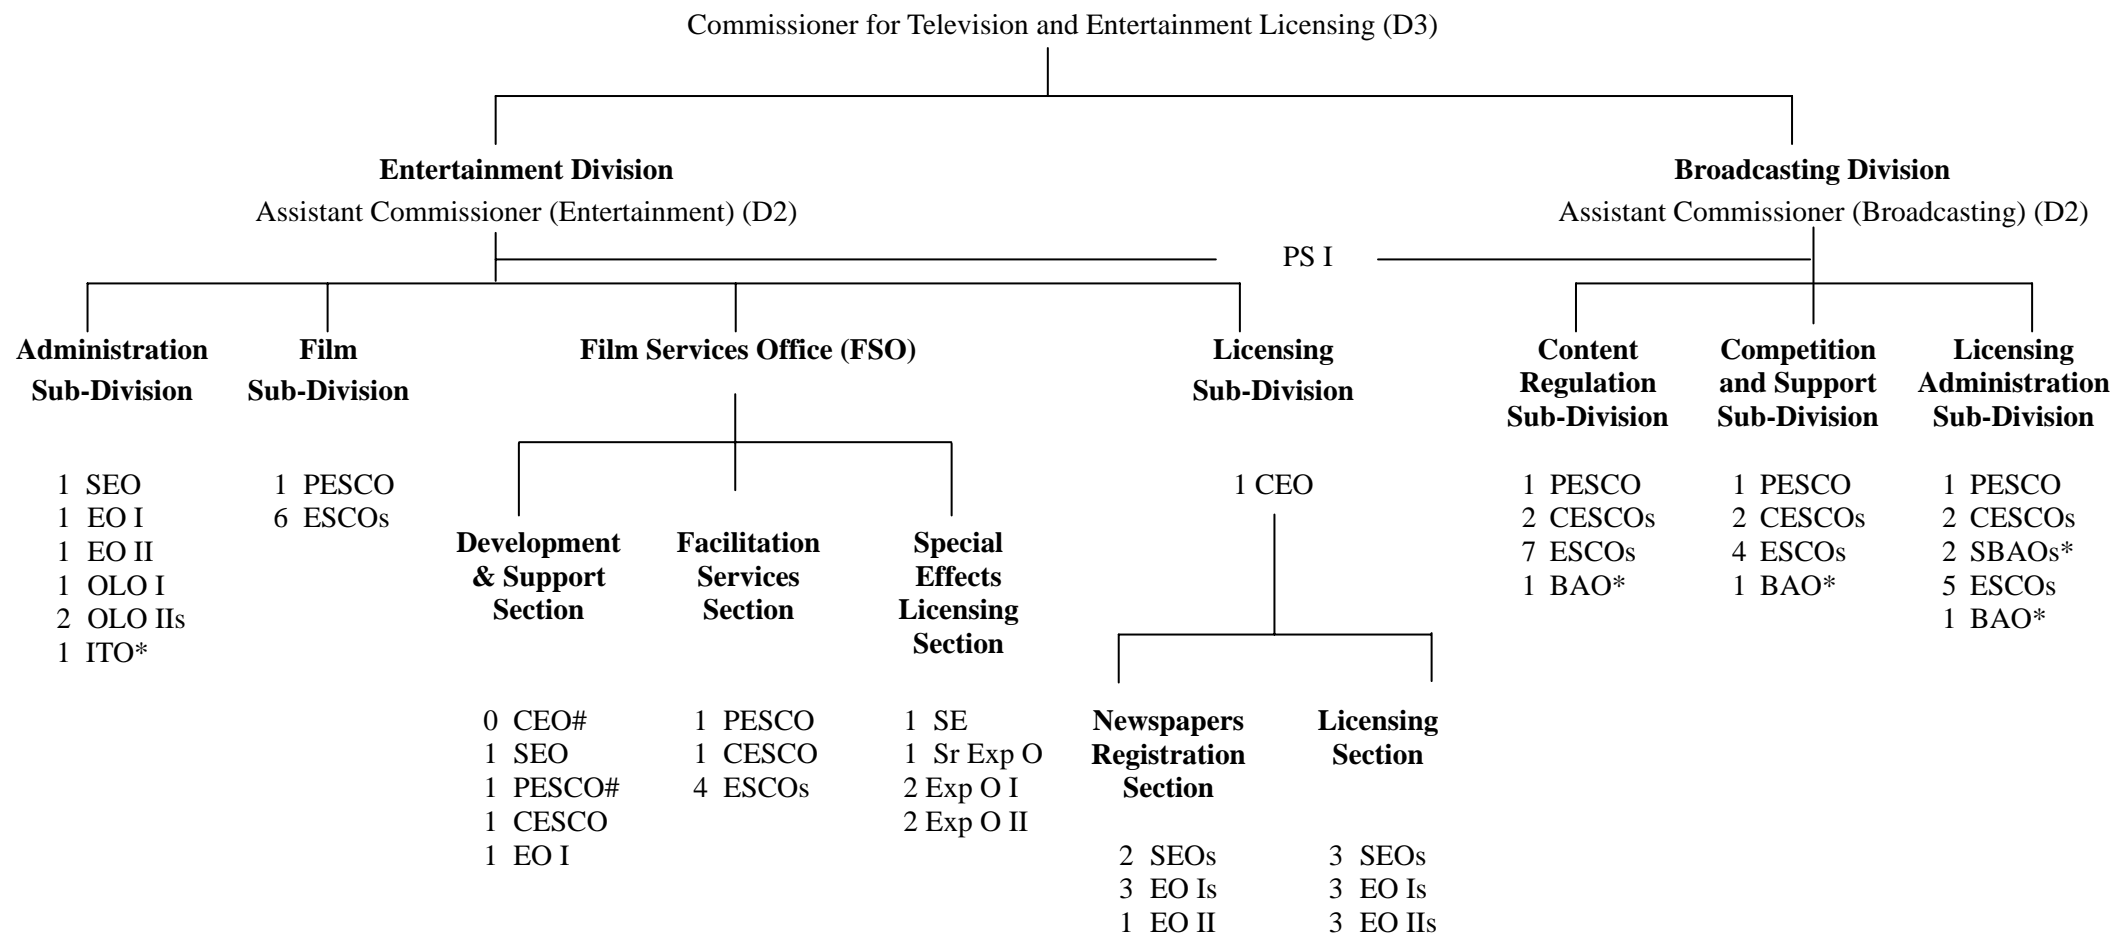 Commissioner for Television and Entertainment Licensing (D3)
Entertainment Division
Assistant Commissioner (Entertainment) (D2)
Broadcasting Division
Assistant Commissioner (Broadcasting) (D2)
PS I
Administration
Sub-Division
1 SEO
1 EO I
1 EO II
1 OLO I
2 OLO IIs
1 ITO*
Film
Sub-Division
1 PESCO
6 ESCOs
Film Services Office (FSO)
Development
& Support
Section
0 CEO#
1 SEO
1 PESCO#
1 CESCO
1 EO I
Facilitation
Services
Section
1 PESCO
1 CESCO
4 ESCOs
Special
Effects
Licensing
Section
1 SE
1 Sr Exp O
2 Exp O I
2 Exp O II
Licensing
Sub-Division
1 CEO
Newspapers
Registration
Section
2 SEOs
3 EO Is
1 EO II
Licensing
Section
3 SEOs
3 EO Is
3 EO IIs
Content
Regulation
Sub-Division
1 PESCO
2 CESCOs
7 ESCOs
1 BAO*
Competition
and Support
Sub-Division
1 PESCO
2 CESCOs
4 ESCOs
1 BAO*
Licensing
Administration
Sub-Division
1 PESCO
2 CESCOs
2 SBAOs*
5 ESCOs
1 BAO*